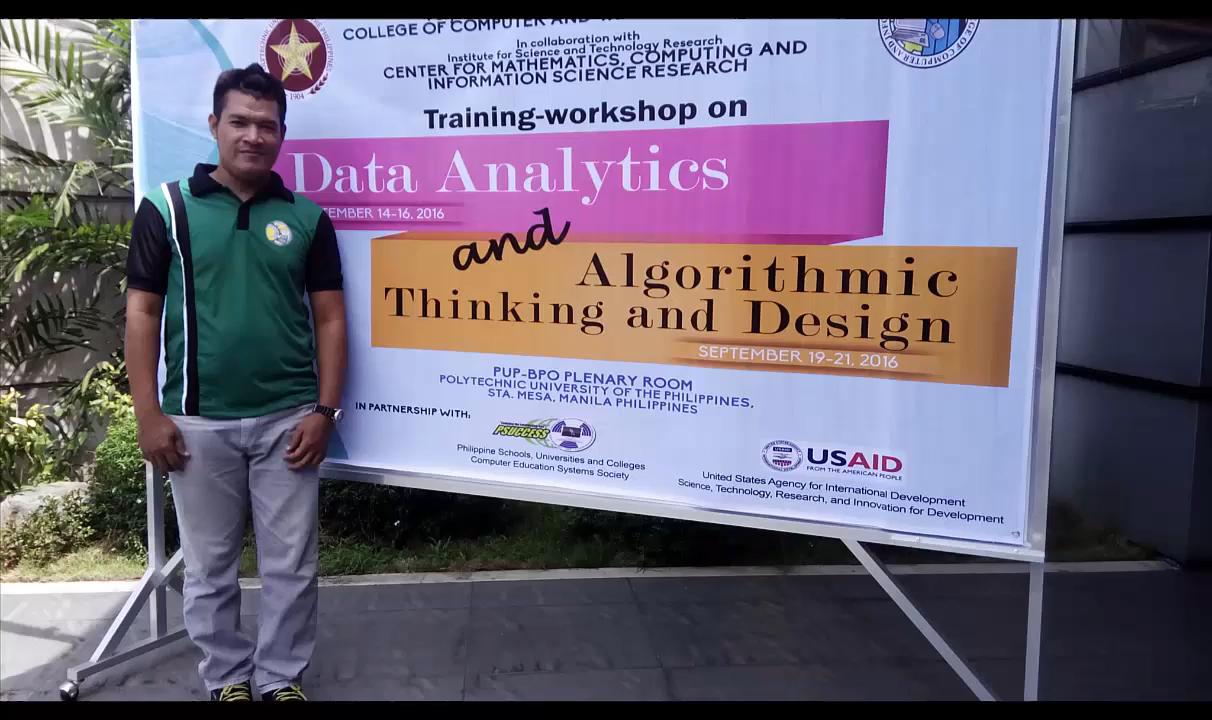 COLLEGE OF COMPUTER AND
In collaboration with
Institute for Science and Technology Research
CENTER FOR MATHEMATICS, COMPUTING AND
INFORMATION SCIENCE RESEARCH
1904
Training-workshop on
Data Analytics
14-16, 2016
and
Algorithmic
Thinking and Design
SEPTEMBER 19-21, 2016
PUP-BPO PLENARY ROOM
POLYTECHNIC UNIVERSITY OF THE PHILIPPINES,
STA. MESA, MANILA PHILIPPINES
IN PARTNERSHIP WITH:
PSUCCESS
Philippine Schools, Universities and Colleges
Computer Education Systems Society
USAID
FROM THE AMERICAN PEOPLE
United States Agency for International Development
Science, Technology, Research, and Innovation for Development